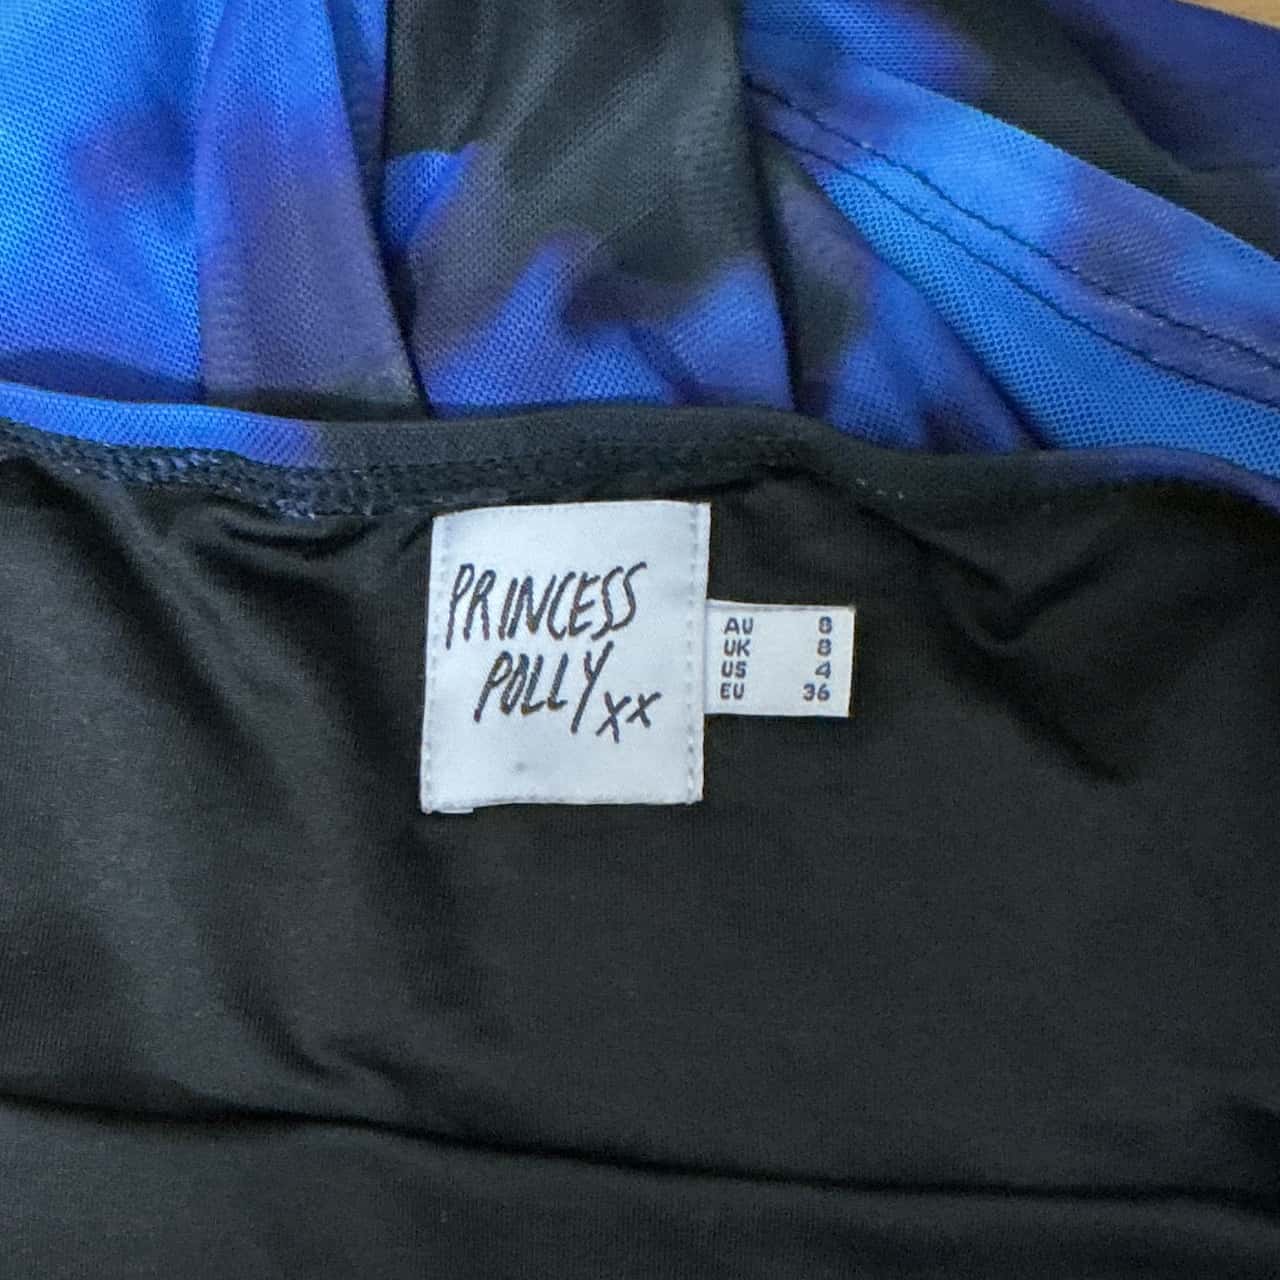 PRINCESS
POLLY xx
AU 8
UK 8
US 4
EU 36